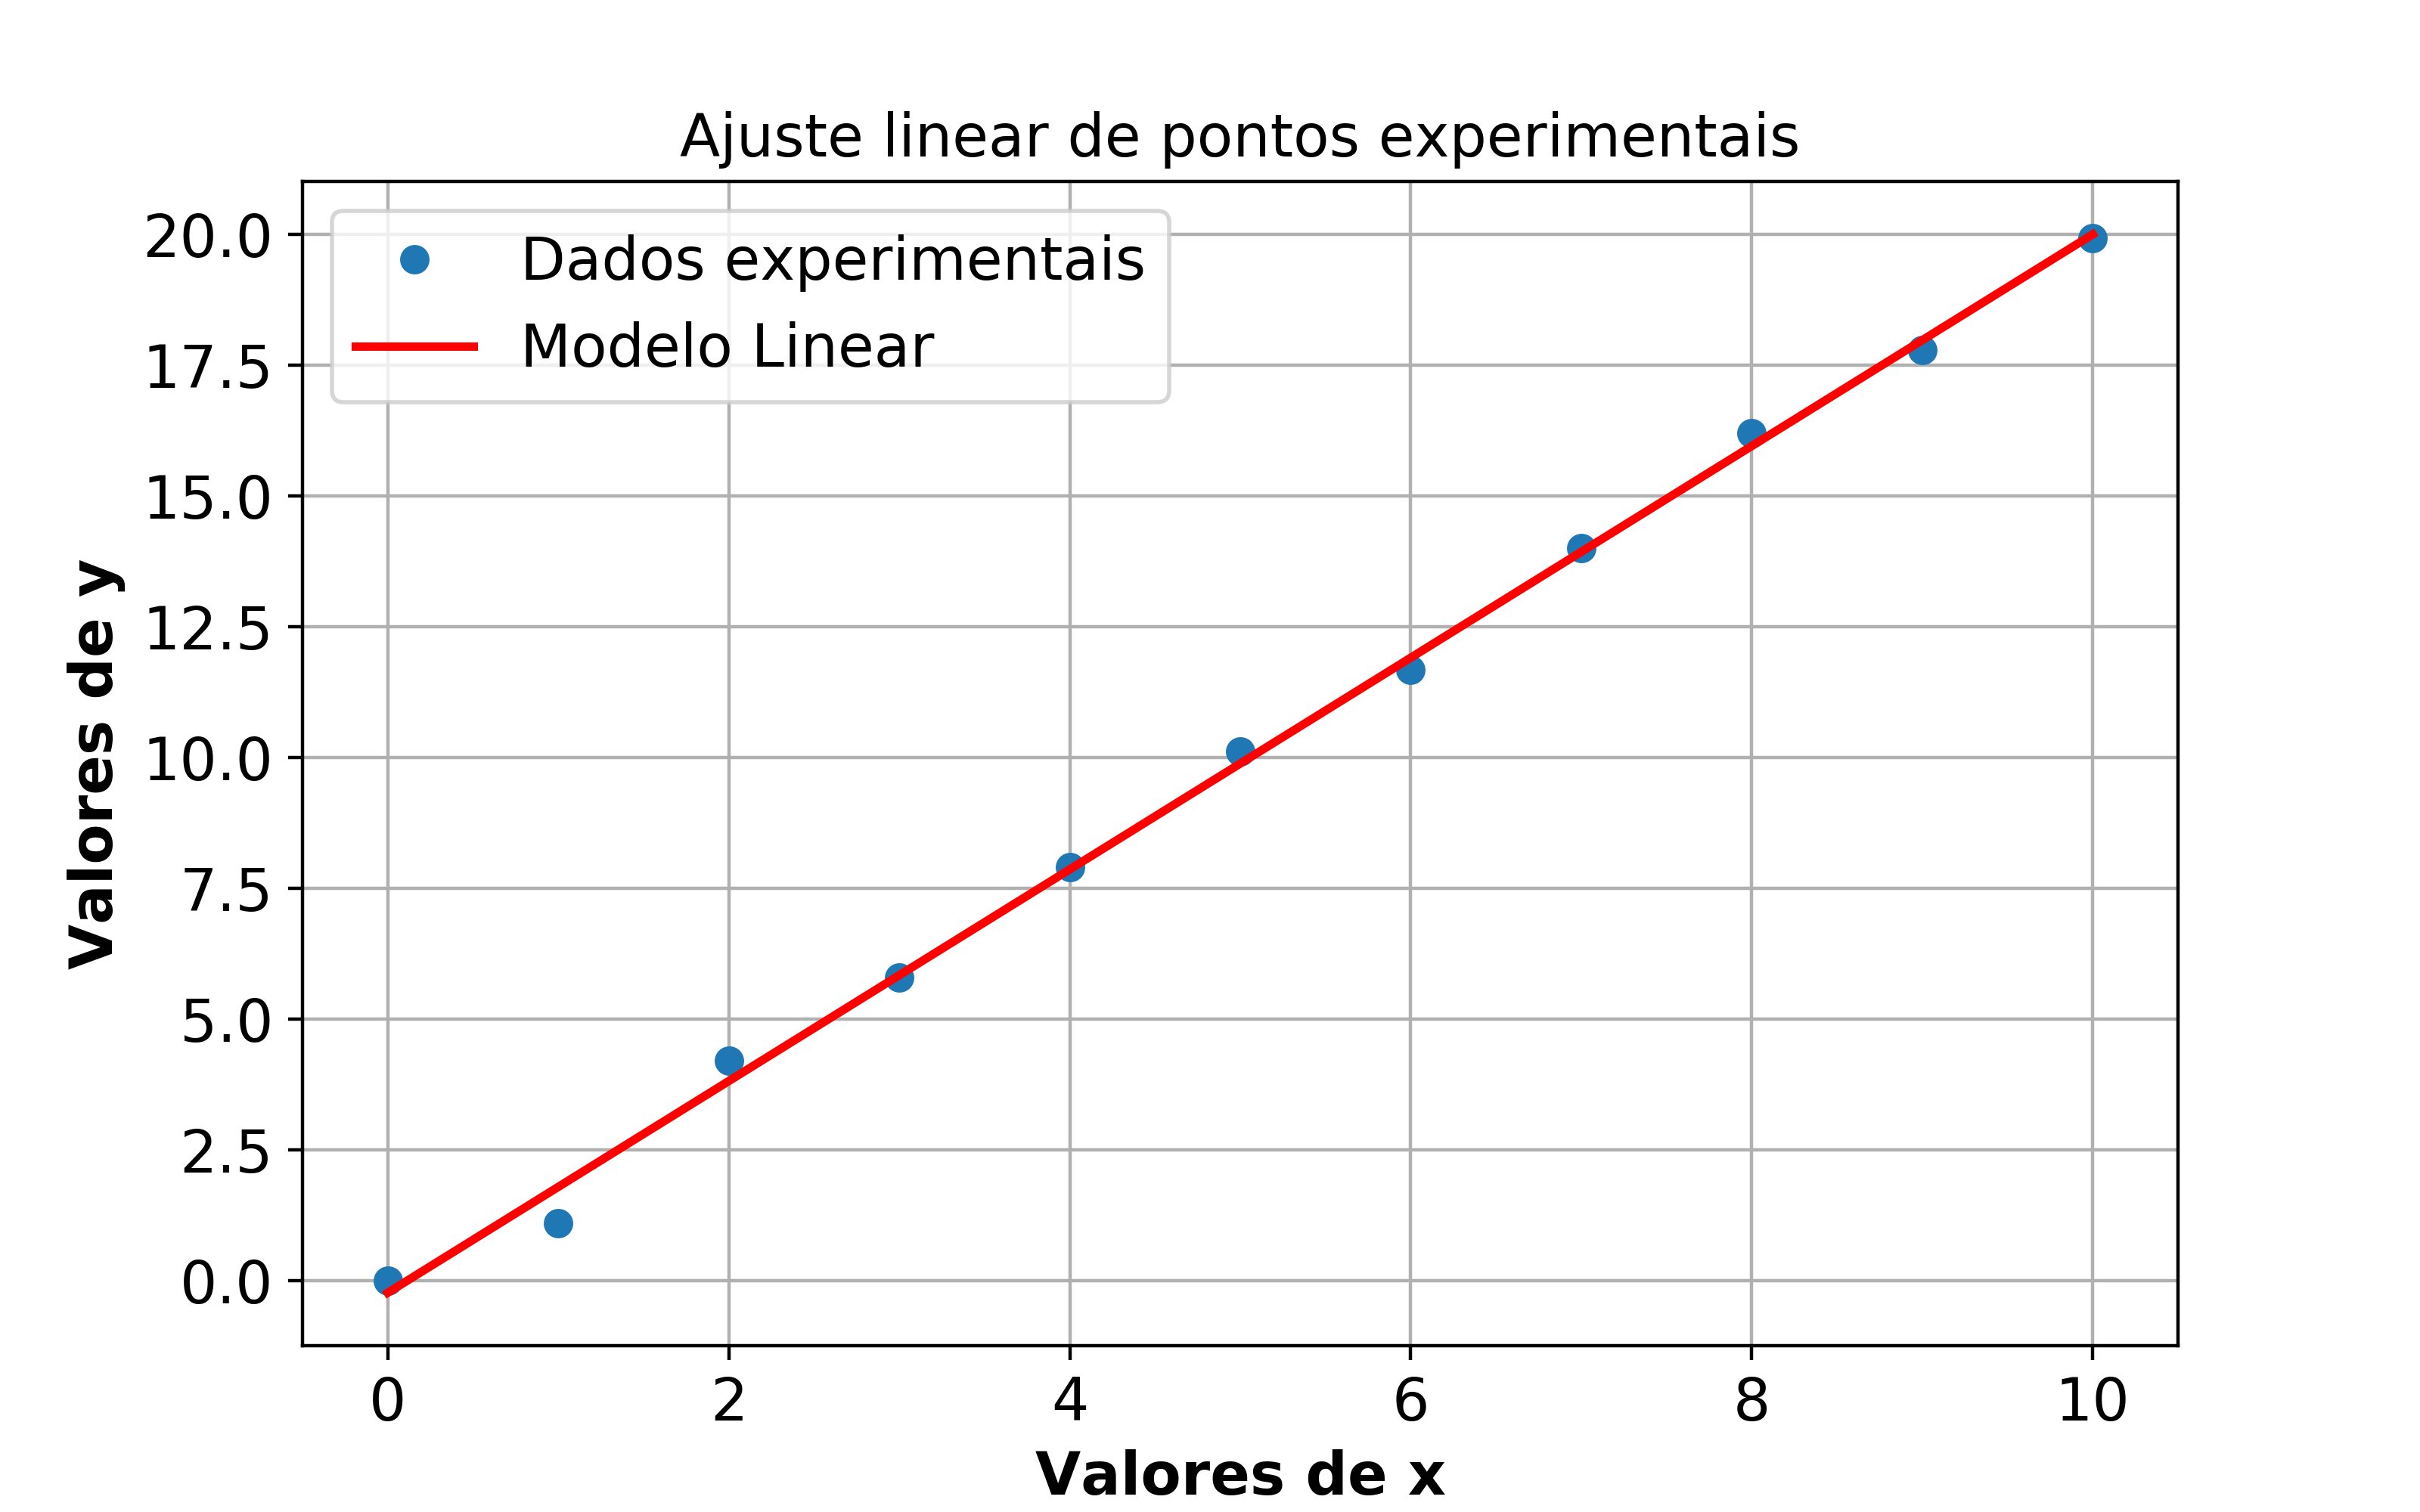 Ajuste linear de pontos experimentais
Dados experimentais
Modelo Linear
20.0
17.5
15.0
12.5
10.0
7.5
5.0
2.5
0.0
Valores de y
0 2 4 6 8 10
Valores de x